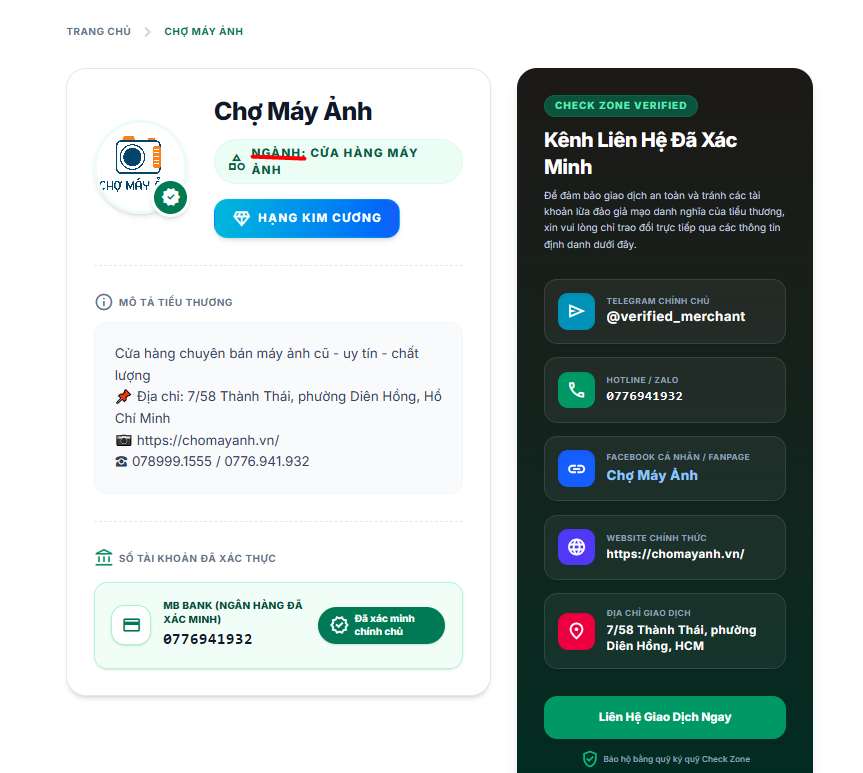 TRANG CHỦ > CHỢ MÁY ẢNH
CHỢ MÁY
Chợ Máy Ảnh
NGÀNH: CỬA HÀNG MÁY
ẢNH
HẠNG KIM CƯƠNG
MÔ TẢ TIỂU THƯƠNG
Cửa hàng chuyên bán máy ảnh cũ - uy tín - chất
lượng
📌 Địa chỉ: 7/58 Thành Thái, phường Diên Hồng, Hồ
Chí Minh
📷 https://chomayanh.vn/
☎ 078999.1555 / 0776.941.932
SỐ TÀI KHOẢN ĐÃ XÁC THỰC
MB BANK (NGÂN HÀNG ĐÃ
XÁC MINH)
0776941932
Đã xác minh
chính chủ
CHECK ZONE VERIFIED
Kênh Liên Hệ Đã Xác
Minh
Để đảm bảo giao dịch an toàn và tránh các tài
khoản lừa đảo giả mạo danh nghĩa của tiểu thương,
xin vui lòng chỉ trao đổi trực tiếp qua các thông tin
định danh dưới đây.
TELEGRAM CHÍNH CHỦ
@verified_merchant
HOTLINE / ZALO
0776941932
FACEBOOK CÁ NHÂN / FANPAGE
Chợ Máy Ảnh
WEBSITE CHÍNH THỨC
https://chomayanh.vn/
ĐỊA CHỈ GIAO DỊCH
7/58 Thành Thái, phường
Diên Hồng, HCM
Liên Hệ Giao Dịch Ngay
Bảo hộ bằng quỹ ký quỹ Check Zone